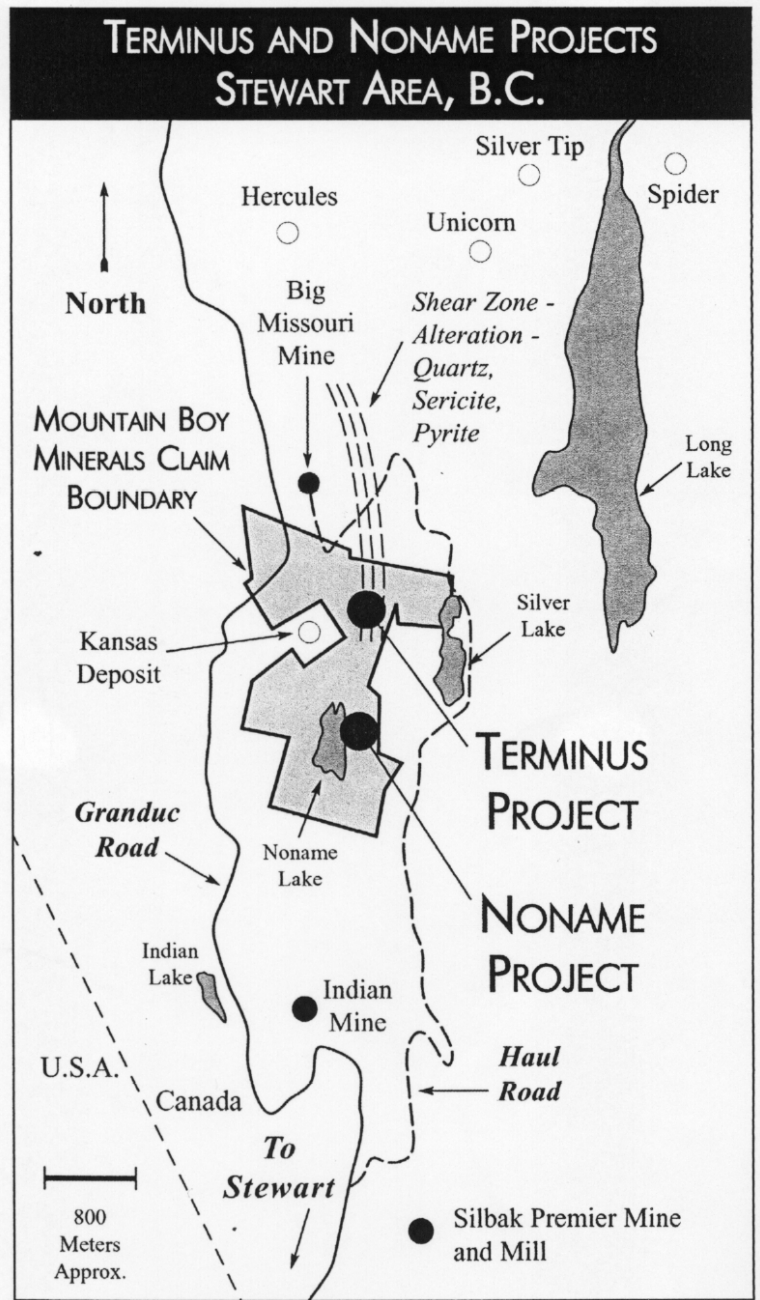 TERMINUS AND NONAME PROJECTS
STEWART AREA, B.C.
Silver Tip
Spider
Hercules
Unicorn
North
Big
Missouri
Mine
Shear Zone -
Alteration -
Quartz,
Sericite,
Pyrite
MOUNTAIN BOY
MINERALS CLAIM
BOUNDARY
Long
Lake
Silver
Lake
Kansas
Deposit
TERMINUS
PROJECT
Granduc
Road
Noname
Lake
NONAME
PROJECT
Indian
Lake
Indian
Mine
U.S.A.
Canada
Haul
Road
To
Stewart
800
Meters
Approx.
Silbak Premier Mine
and Mill